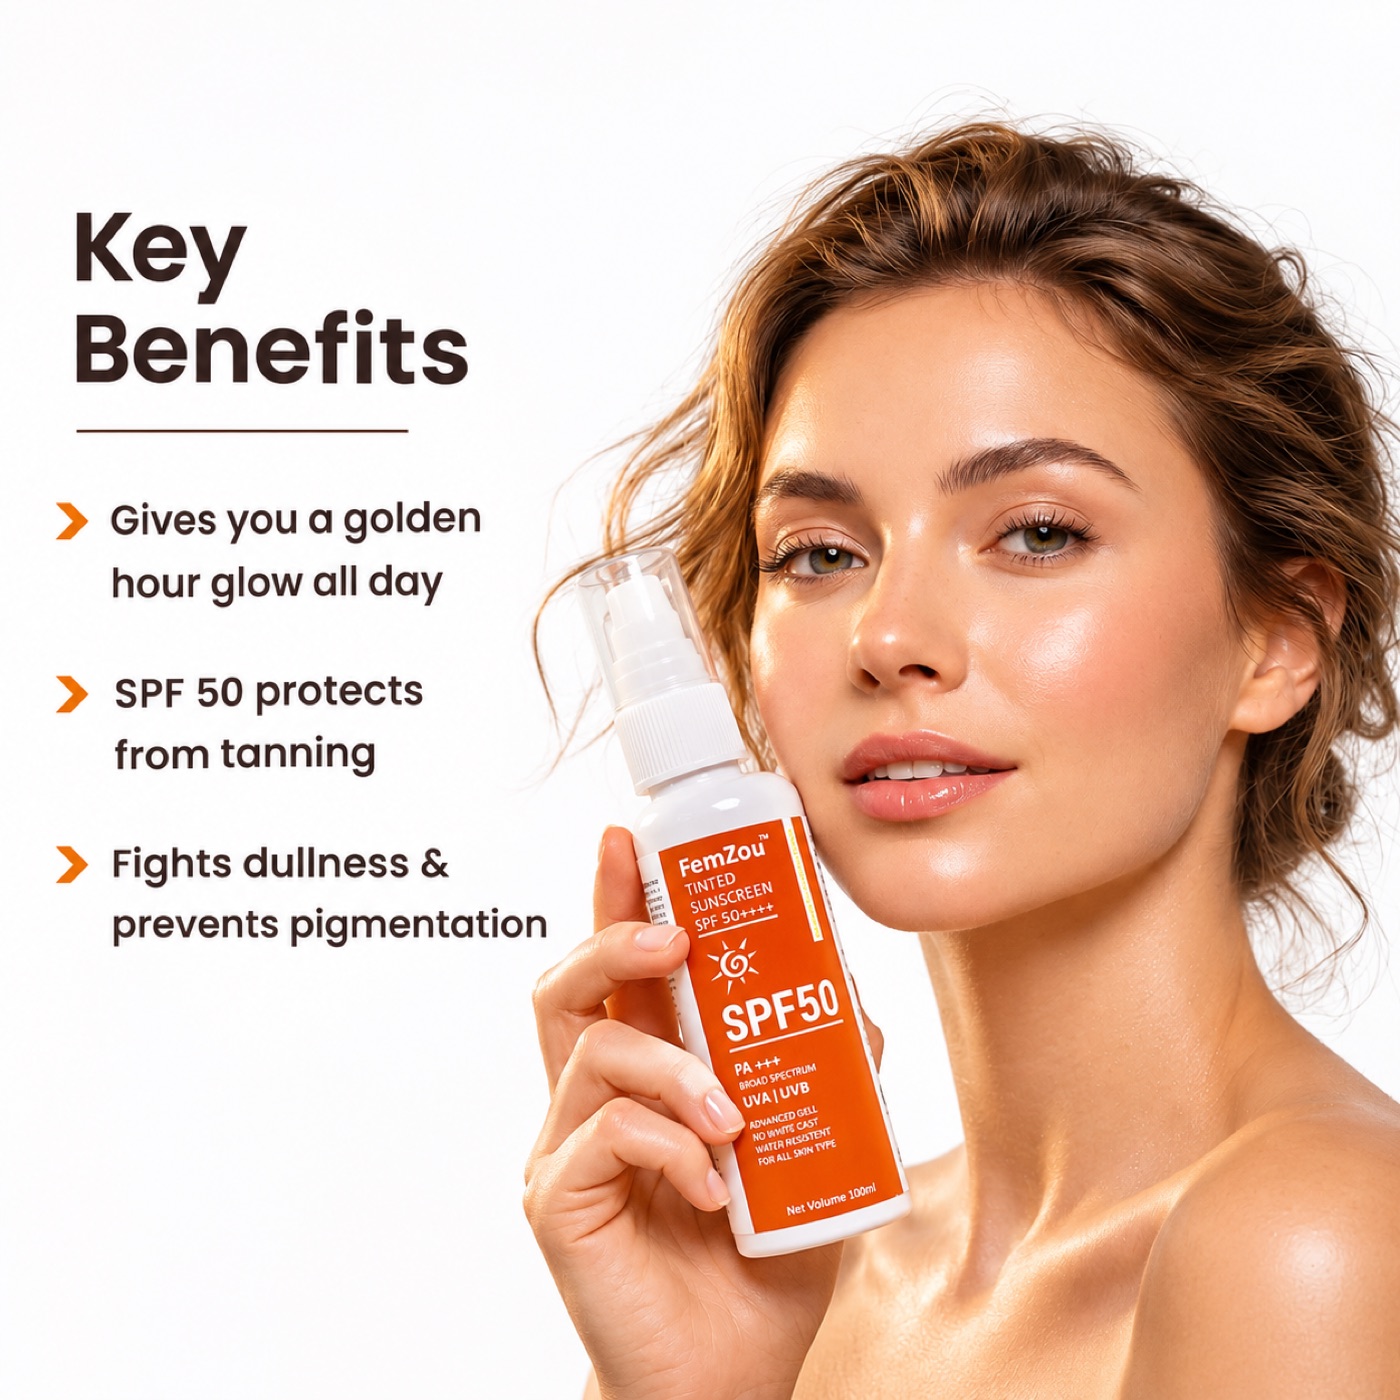 Key
Benefits
Gives you a golden
hour glow all day
SPF 50 protects
from tanning
Fights dullness &
prevents pigmentation
FemZou™
TINTED
SUNSCREEN
SPF 50++++
SPF50
PA +++
BROAD SPECTRUM
UVA | UVB
ADVANCED GELL
NO WHITE CAST
WATER RESISTENT
FOR ALL SKIN TYPE
Net Volume 100ml